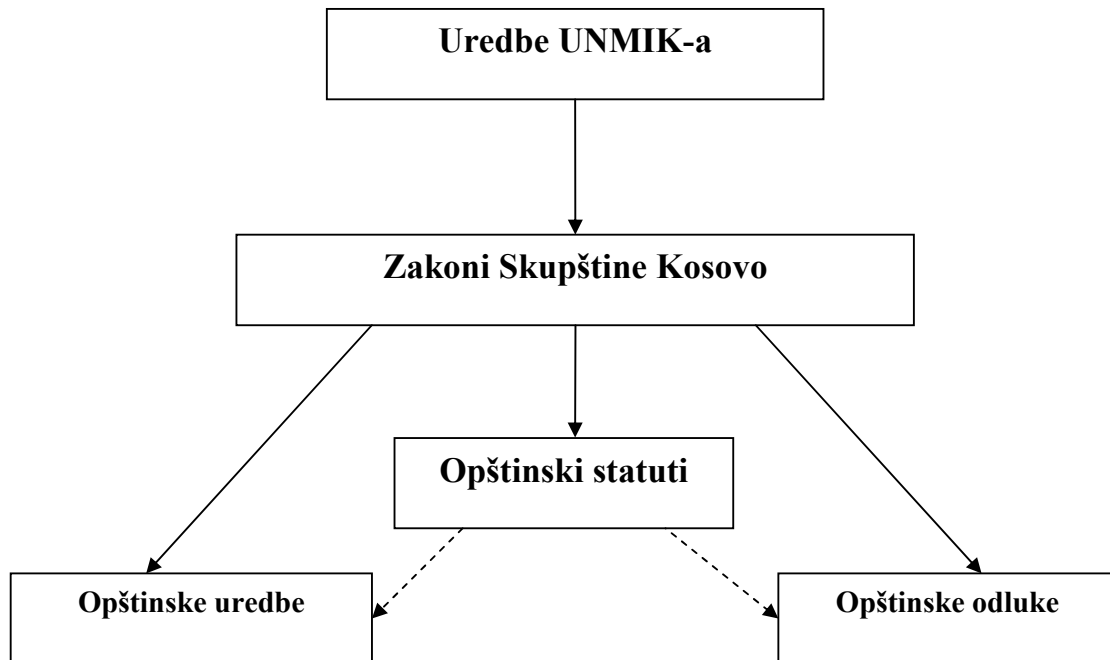 Uredbe UNMIK-a
Zakoni Skupštine Kosovo
Opštinski statuti
Opštinske uredbe
Opštinske odluke